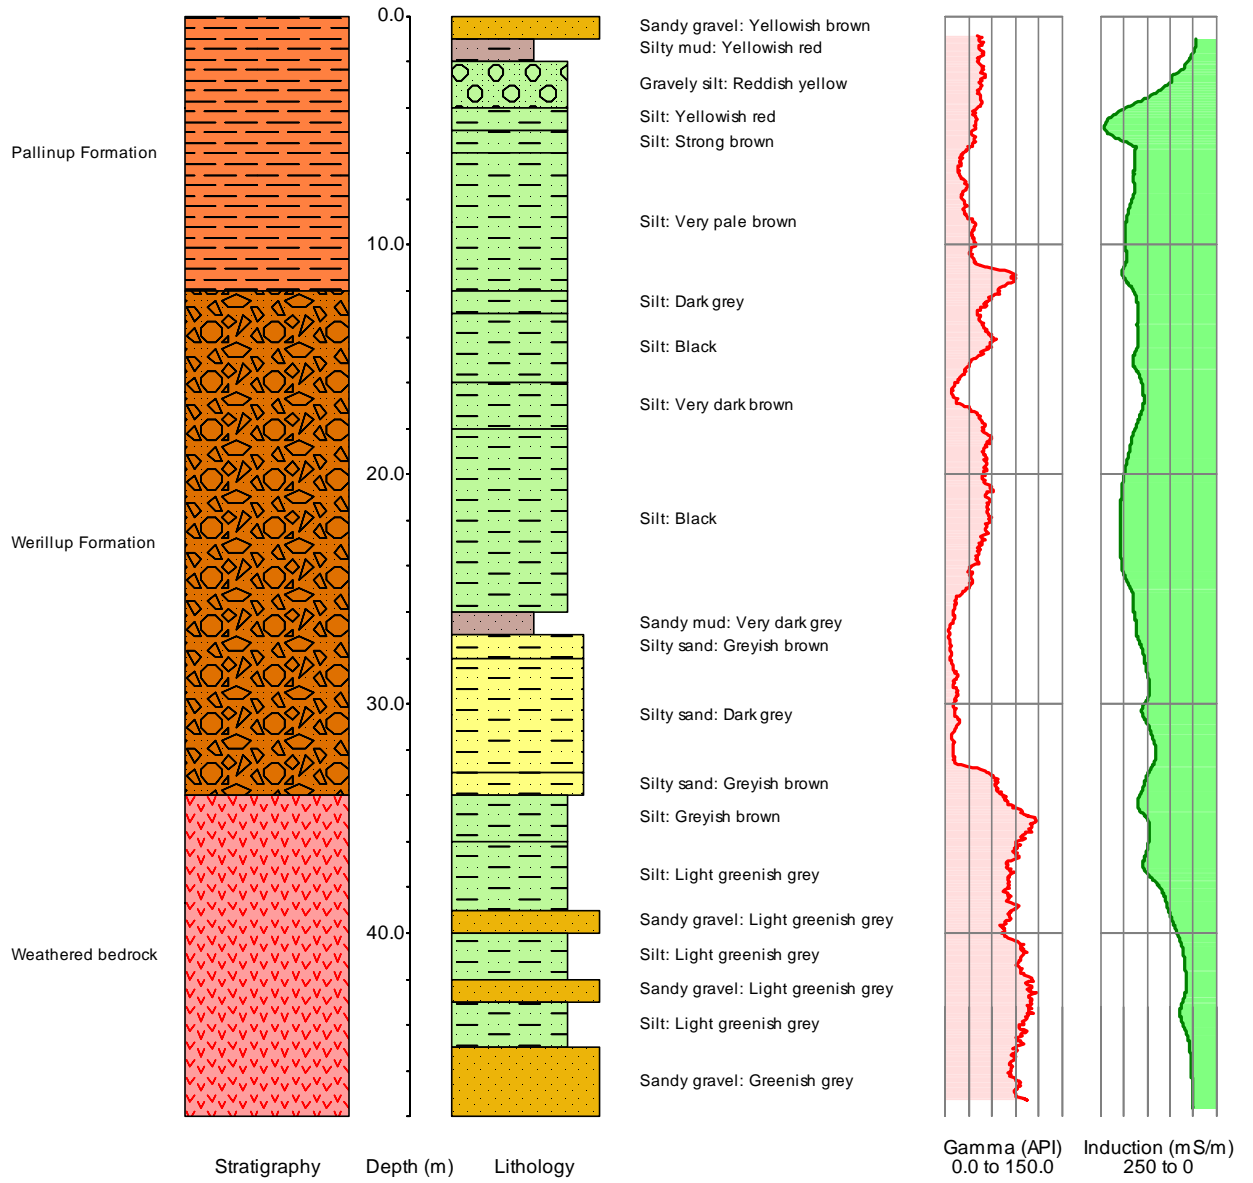 0.0
Sandy gravel: Yellowish brown
Silty mud: Yellowish red
Gravely silt: Reddish yellow
Silt: Yellowish red
Silt: Strong brown
Pallinup Formation
Silt: Very pale brown
10.0
Silt: Dark grey
Silt: Black
Silt: Very dark brown
20.0
Silt: Black
Werillup Formation
Sandy mud: Very dark grey
Silty sand: Greyish brown
30.0
Silty sand: Dark grey
Silty sand: Greyish brown
Silt: Greyish brown
Silt: Light greenish grey
Sandy gravel: Light greenish grey
40.0
Weathered bedrock
Silt: Light greenish grey
Sandy gravel: Light greenish grey
Silt: Light greenish grey
Sandy gravel: Greenish grey
Stratigraphy
Depth (m)
Lithology
Gamma (API)
0.0 to 150.0
Induction (mS/m)
250 to 0